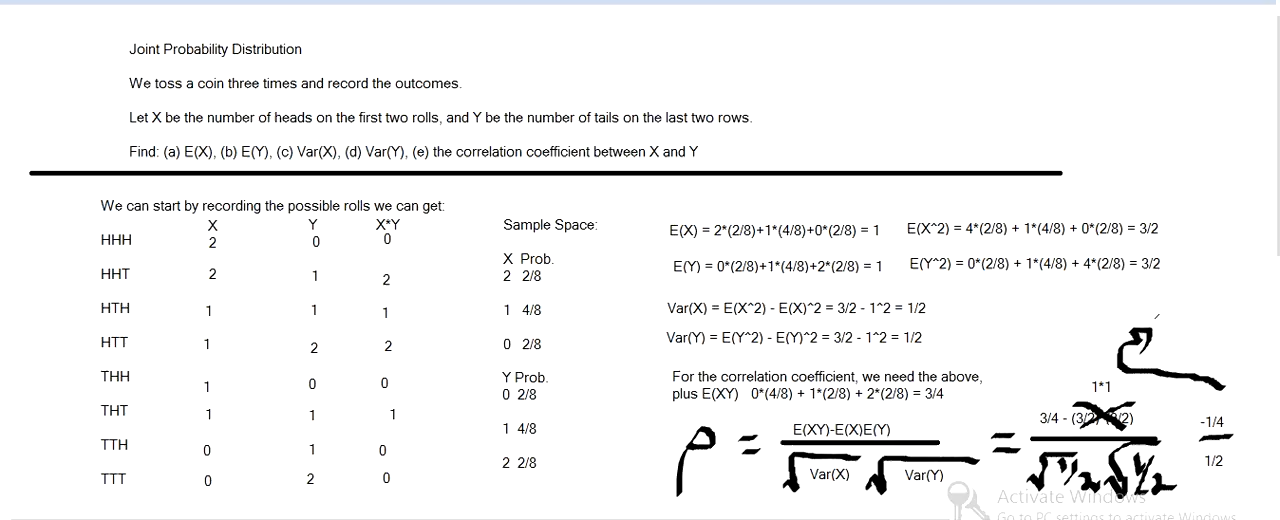 Joint Probability Distribution
We toss a coin three times and record the outcomes.
Let X be the number of heads on the first two rolls, and Y be the number of tails on the last two rows.
Find: (a) E(X), (b) E(Y), (c) Var(X), (d) Var(Y), (e) the correlation coefficient between X and Y
We can start by recording the possible rolls we can get:
X Y X*Y
HHH 2 0 0
HHT 2 1 2
HTH 1 1 1
HTT 1 2 2
THH 1 0 0
THT 1 1 1
TTH 0 1 0
TTT 0 2 0
Sample Space:
X Prob.
2 2/8
1 4/8
0 2/8
Y Prob.
0 2/8
1 4/8
2 2/8
E(X) = 2*(2/8)+1*(4/8)+0*(2/8) = 1
E(X^2) = 4*(2/8) + 1*(4/8) + 0*(2/8) = 3/2
E(Y) = 0*(2/8)+1*(4/8)+2*(2/8) = 1
E(Y^2) = 0*(2/8) + 1*(4/8) + 4*(2/8) = 3/2
Var(X) = E(X^2) - E(X)^2 = 3/2 - 1^2 = 1/2
Var(Y) = E(Y^2) - E(Y)^2 = 3/2 - 1^2 = 1/2
For the correlation coefficient, we need the above,
plus E(XY) 0*(4/8) + 1*(2/8) + 2*(2/8) = 3/4
1*1
ρ = E(XY)-E(X)E(Y) = 3/4 - (3/2) (3/2) -1/4
√Var(X) √Var(Y) √1/2 √1/2 1/2
Activate Windows
Go to PC settings to activate Windows.